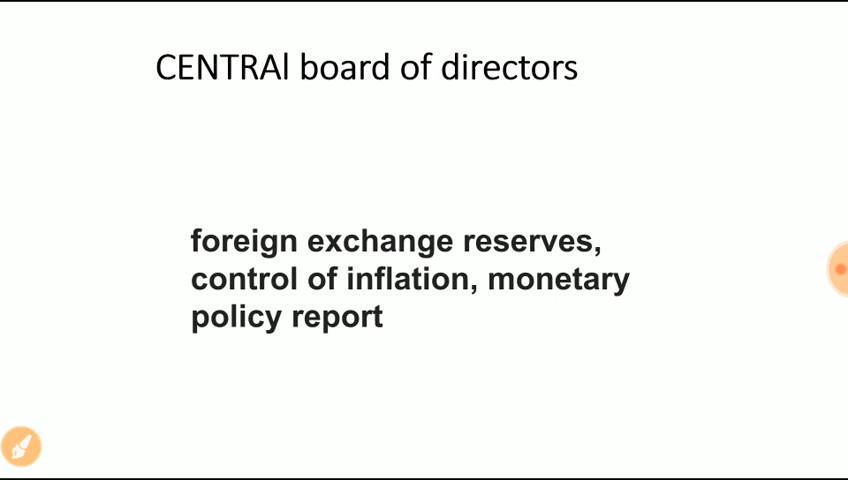 CENTRAl board of directors
foreign exchange reserves,
control of inflation, monetary
policy report